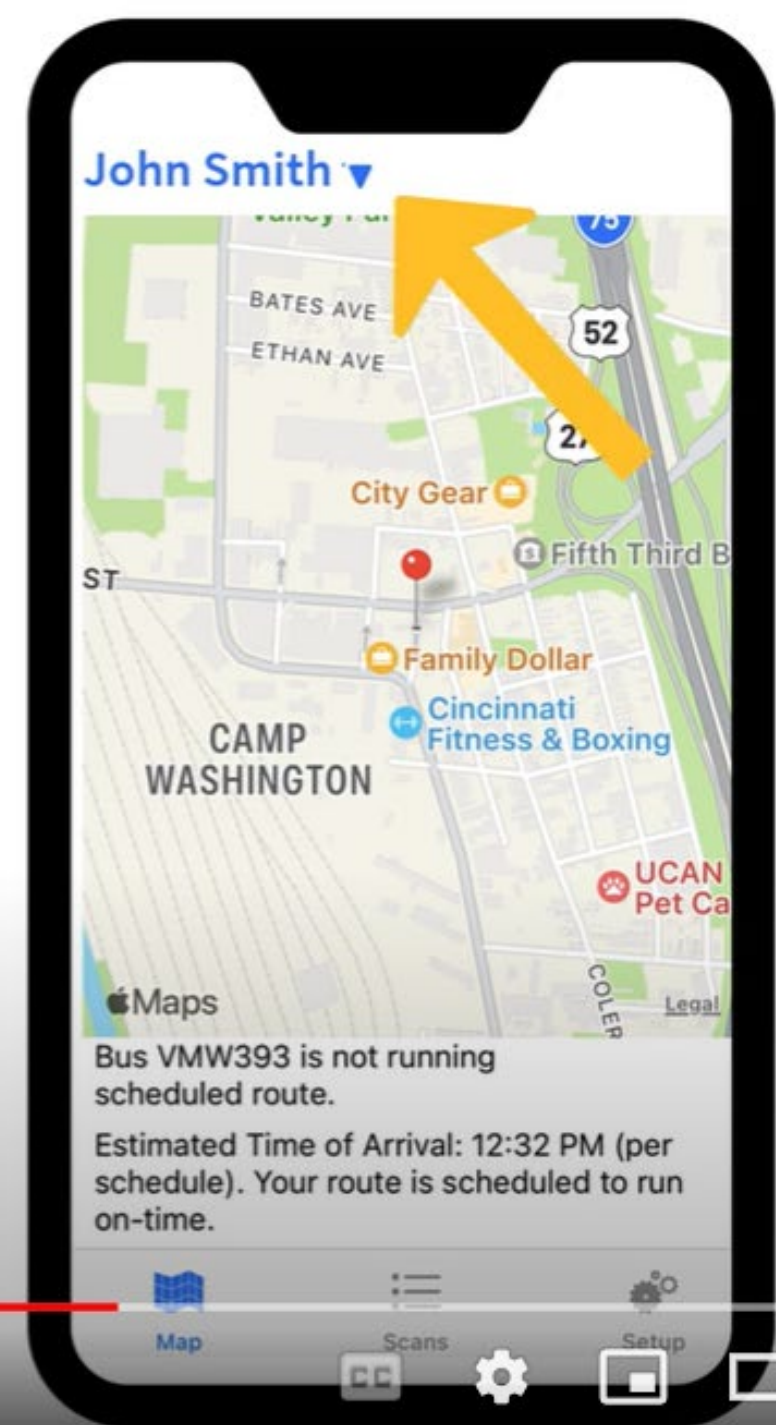 John Smith
75
BATES AVE
52
ETHAN AVE
City Gear
Fifth Third B
ST
Family Dollar
Cincinnati
Fitness & Boxing
CAMP
WASHINGTON
UCAN
Pet Ca
COLER
Maps
Legal
Bus VMW393 is not running
scheduled route.
Estimated Time of Arrival: 12:32 PM (per
schedule). Your route is scheduled to run
on-time.
Map
Scans
Setup
CC